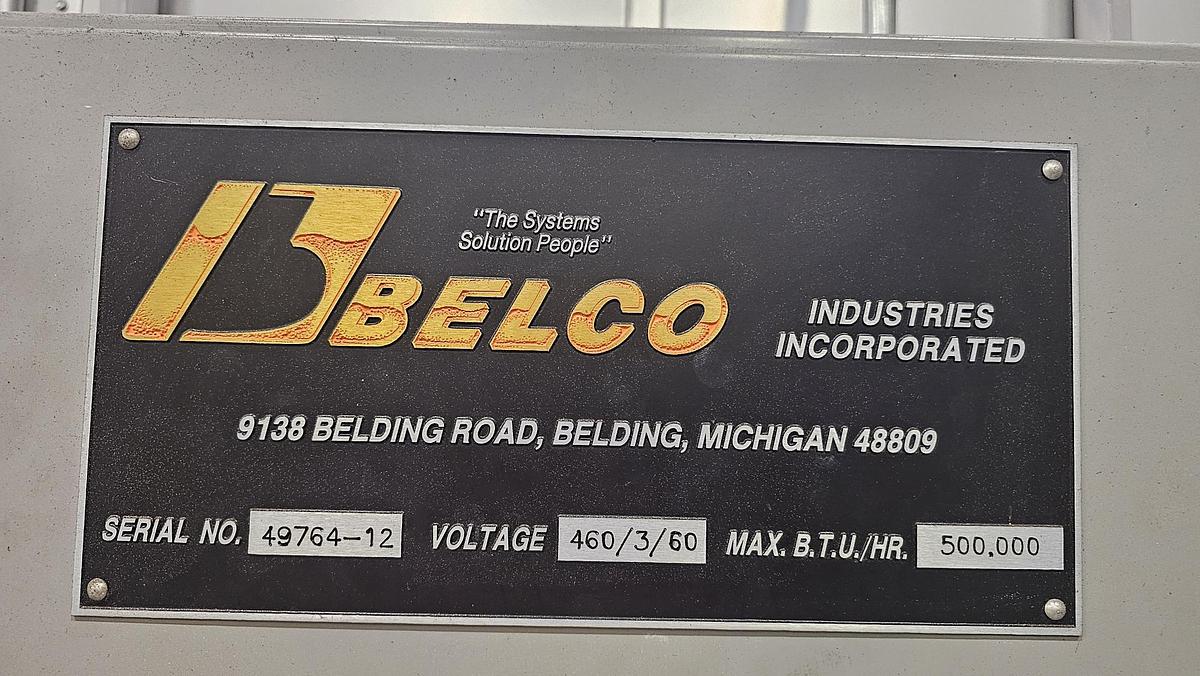 "The Systems
Solution People"
BELCO
INDUSTRIES
INCORPORATED
9138 BELDING ROAD, BELDING, MICHIGAN 48809
SERIAL NO. 49764-12 VOLTAGE 460/3/60 MAX. B.T.U./HR. 500,000